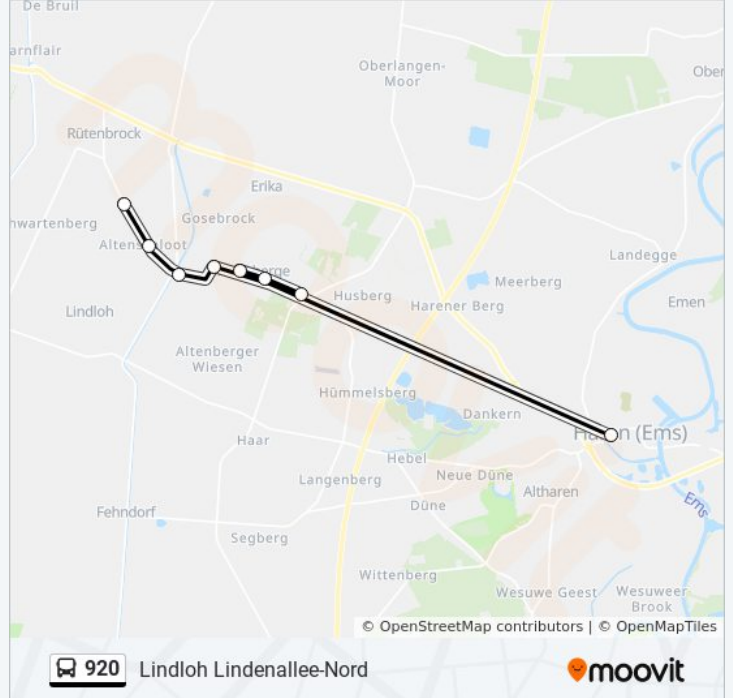 De Bruil
arnflair
Oberlangen-
Moor
Ober
Rütenbrock
Erika
hwartenberg
Gosebrock
Altens loot
Landegge
berge
Meerberg
Husberg
Emen
Harener Berg
Lindloh
Altenberger
Wiesen
Hümmelsberg
Dankern
Ha n (Ems)
Haar
Hebel
Neue Düne
Langenberg
Altharen
Düne
Ems
Fehndorf
Segberg
Wittenberg
Wesuwe Geest
Wesuweer
Brook
© OpenStreetMap contributors | © OpenMapTiles
920 Lindloh Lindenallee-Nord
moovit